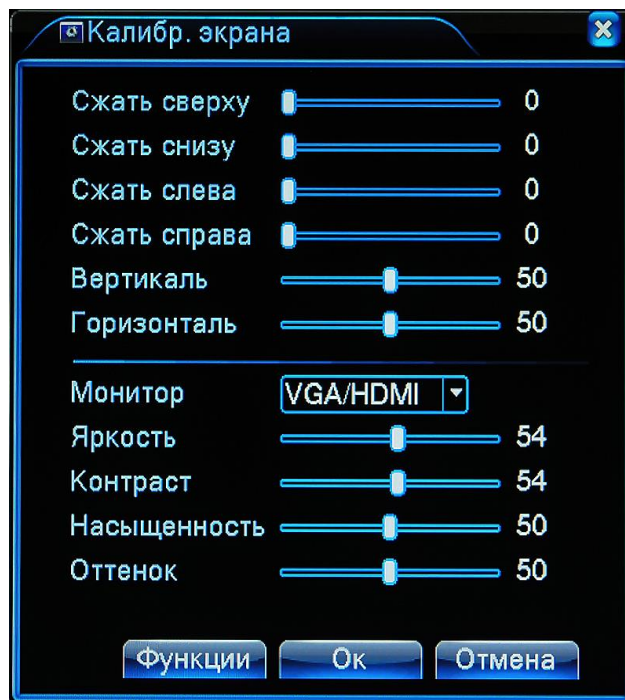 Калибр. экрана
Сжать сверху 0
Сжать снизу 0
Сжать слева 0
Сжать справа 0
Вертикаль 50
Горизонталь 50
Монитор VGA/HDMI
Яркость 54
Контраст 54
Насыщенность 50
Оттенок 50
Функции Ок Отмена